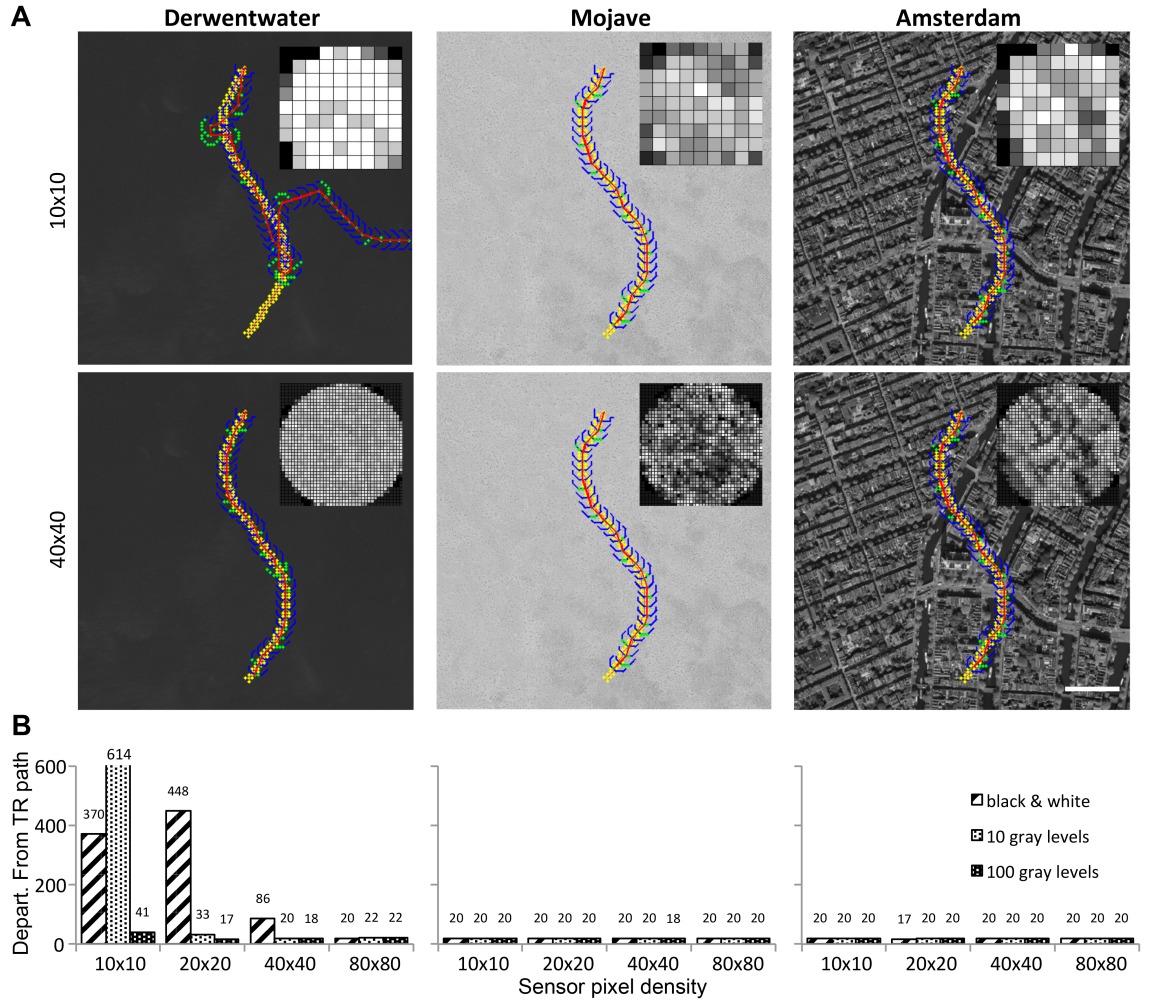 A
Derwentwater Mojave Amsterdam
10x10
40x40
B
Depart. From TR path
600
400
200
0
370 614 41 448 33 17 86 20 18 20 22 22
20 20 20 20 20 20 20 20 18 20 20 20
20 20 20 17 20 20 20 20 20 20 20 20
black & white
10 gray levels
100 gray levels
10x10 20x20 40x40 80x80 10x10 20x20 40x40 80x80 10x10 20x20 40x40 80x80
Sensor pixel density